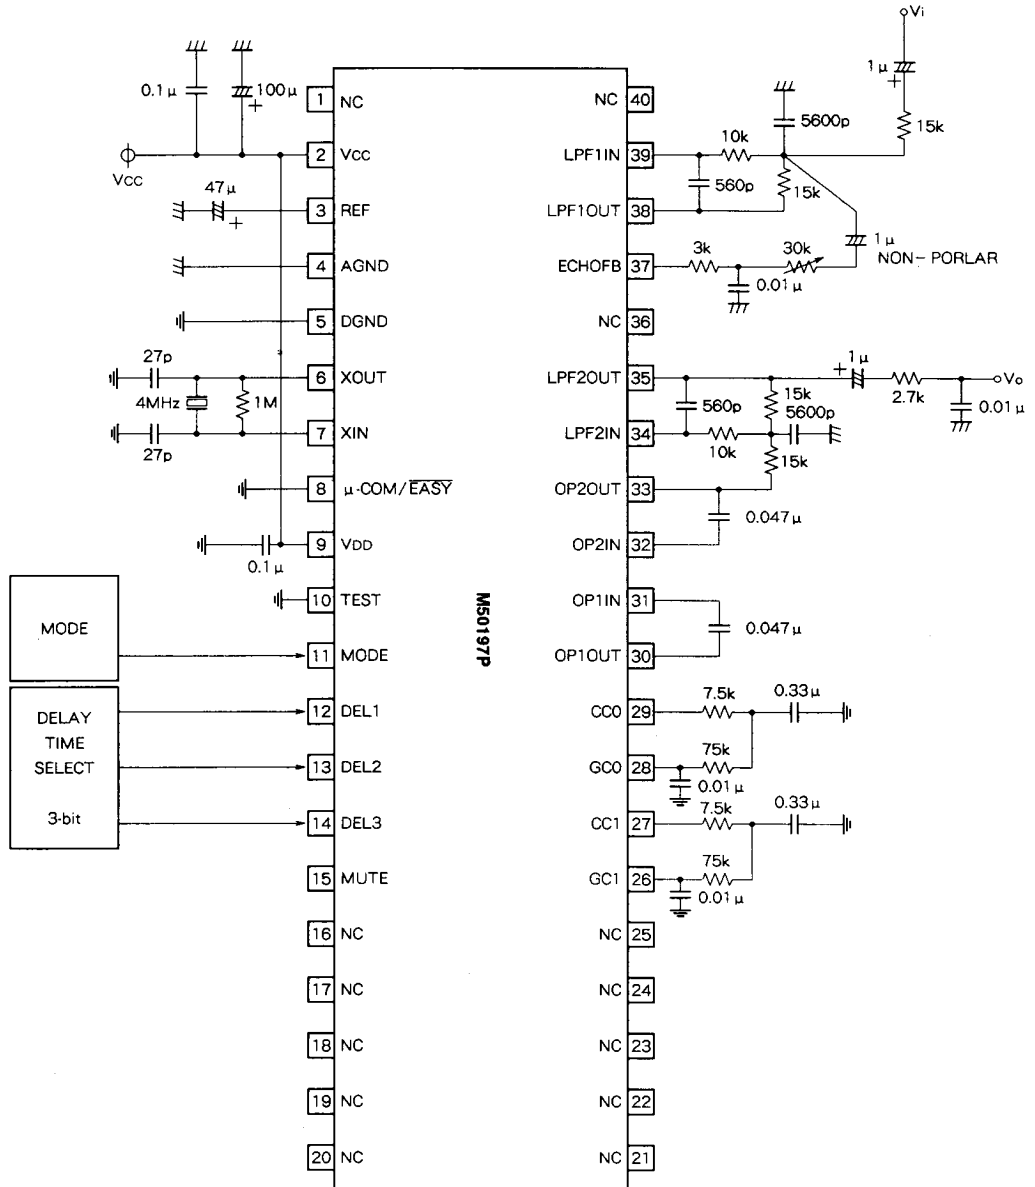 Vi
1μ
+
15k
0.1μ
100μ
+
5600p
10k
560p
15k
Vcc
47μ
+
3k
30k
0.01μ
1μ
NON-PORLAR
27p
4MHz
1M
27p
0.1μ
1μ
+
15k
5600p
560p
10k
15k
2.7k
Vo
0.01μ
0.047μ
0.047μ
7.5k
0.33μ
75k
0.01μ
7.5k
0.33μ
75k
0.01μ
MODE
DELAY
TIME
SELECT
3-bit
M50197P
1 NC
2 Vcc
3 REF
4 AGND
5 DGND
6 XOUT
7 XIN
8 μ-COM/EASY
9 VDD
10 TEST
11 MODE
12 DEL1
13 DEL2
14 DEL3
15 MUTE
16 NC
17 NC
18 NC
19 NC
20 NC
NC 40
LPF1IN 39
LPF1OUT 38
ECHOFB 37
NC 36
LPF2OUT 35
LPF2IN 34
OP2OUT 33
OP2IN 32
OP1IN 31
OP1OUT 30
CC0 29
GC0 28
CC1 27
GC1 26
NC 25
NC 24
NC 23
NC 22
NC 21